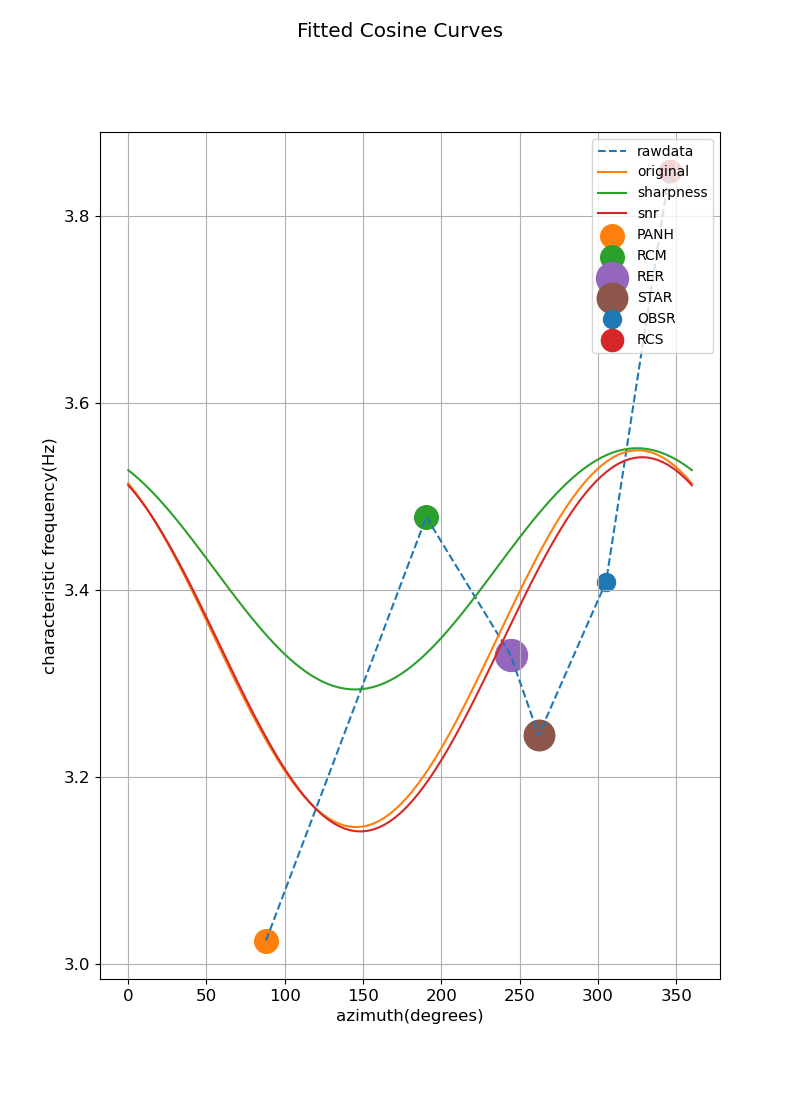 Fitted Cosine Curves
rawdata
original
sharpness
snr
PANH
RCM
RER
STAR
OBSR
RCS
characteristic frequency(Hz)
3.8
3.6
3.4
3.2
3.0
0 50 100 150 200 250 300 350
azimuth(degrees)